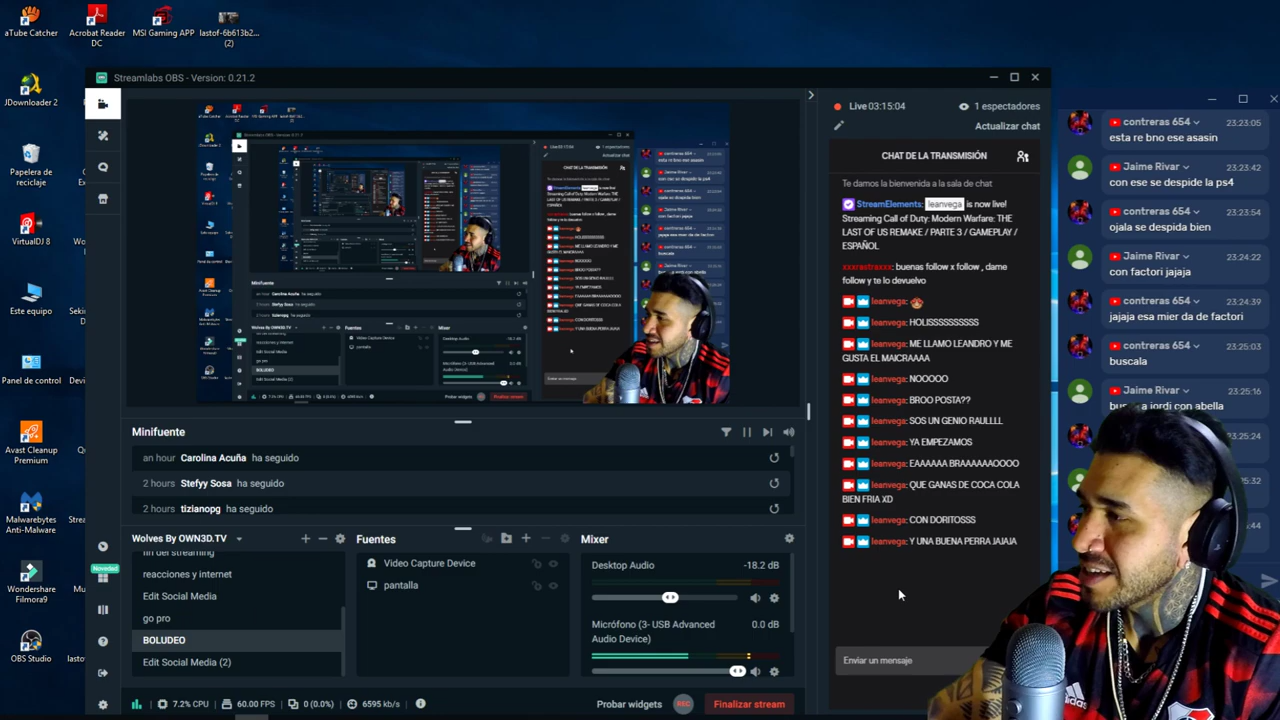 aTube Catcher
Acrobat Reader DC
MSI Gaming APP
lastof-6b613b2... (2)
JDownloader 2
Papelera de reciclaje
VirtualDJ 8
Este equipo
Panel de control
Avast Cleanup Premium
Malwarebytes Anti-Malware
Wondershare Filmora9
OBS Studio
Streamlabs OBS - Version: 0.21.2
Novedad
Minifuente
an hour Carolina Acuña ha seguido
2 hours Stefyy Sosa ha seguido
2 hours tizianopg ha seguido
Wolves By OWN3D.TV
fin del streaming
reacciones y internet
Edit Social Media
go pro
BOLUDEO
Edit Social Media (2)
Fuentes
Video Capture Device
pantalla
Mixer
Desktop Audio -18.2 dB
Micrófono (3- USB Advanced Audio Device) 0.0 dB
7.2% CPU
60.00 FPS
0 (0.0%)
6595 kb/s
Probar widgets
REC
Finalizar stream
Live 03:15:04
1 espectadores
Actualizar chat
CHAT DE LA TRANSMISIÓN
Te damos la bienvenida a la sala de chat
StreamElements: leanvega is now live!
Streaming Call of Duty: Modern Warfare: THE
LAST OF US REMAKE / PARTE 3 / GAMEPLAY /
ESPAÑOL
xxxrastraxxx: buenas follow x follow , dame
follow y te lo devuelvo
leanvega:
leanvega: HOLISSSSSSSSS
leanvega: ME LLAMO LEANDRO Y ME
GUSTA EL MAICRAAAA
leanvega: NOOOOO
leanvega: BROO POSTA??
leanvega: SOS UN GENIO RAULLLL
leanvega: YA EMPEZAMOS
leanvega: EAAAAAA BRAAAAAAOOOO
leanvega: QUE GANAS DE COCA COLA
BIEN FRIA XD
leanvega: CON DORITOSSS
leanvega: Y UNA BUENA PERRA JAJAJA
Enviar un mensaje
contreras 654 23:23:05
esta re bno ese asasin
Jaime Rivar 23:23:42
con ese se despidio la ps4
contreras 654 23:23:54
ojala se despida bien
Jaime Rivar 23:24:22
con factori jajaja
contreras 654 23:24:39
jajaja esa mier da de factori
contreras 654 23:25:03
buscala
Jaime Rivar 23:25:16
busca a jordi con abella
23:25:24
23:25:32